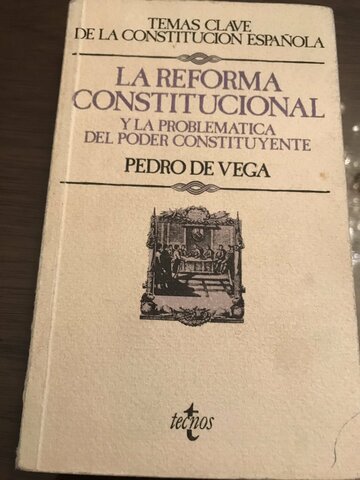 TEMAS CLAVE
DE LA CONSTITUCION ESPAÑOLA
LA REFORMA
CONSTITUCIONAL
Y LA PROBLEMATICA
DEL PODER CONSTITUYENTE
PEDRO DE VEGA
tecnos